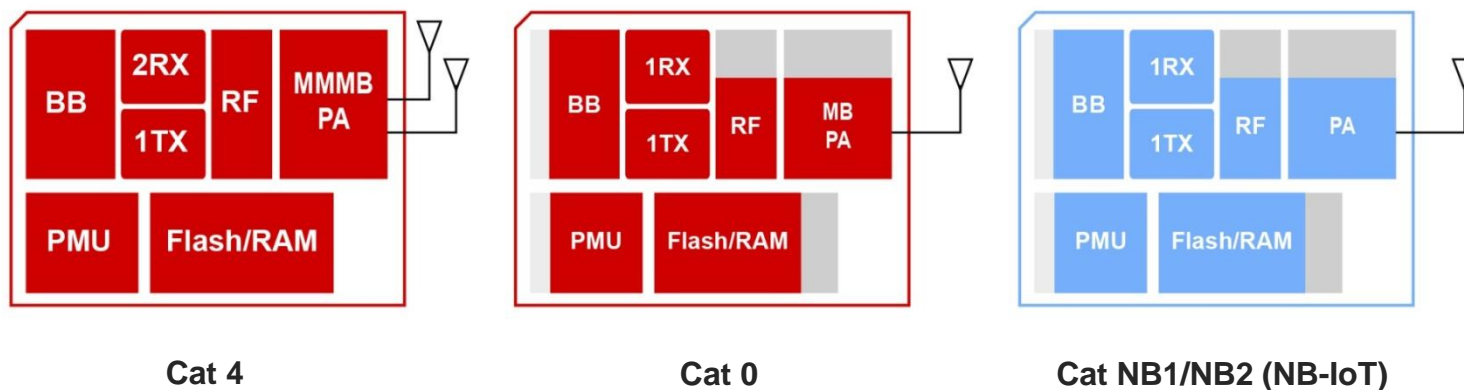 BB
2RX
1TX
RF
MMMB
PA
PMU
Flash/RAM
Cat 4
BB
1RX
1TX
RF
MB
PA
PMU
Flash/RAM
Cat 0
BB
1RX
1TX
RF
PA
PMU
Flash/RAM
Cat NB1/NB2 (NB-IoT)